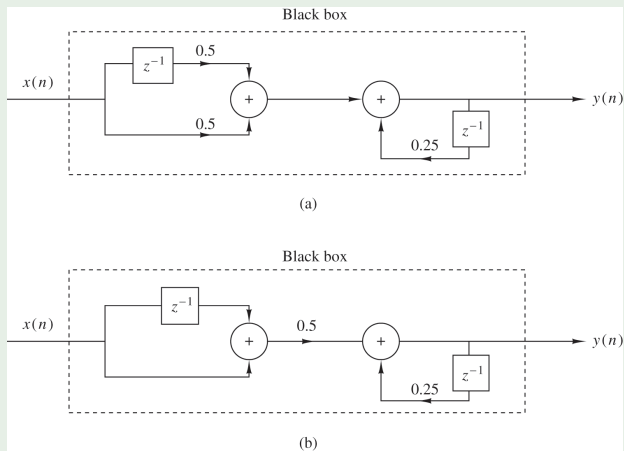 Black box
0.5
z⁻¹
x(n)
+
+
y(n)
z⁻¹
0.5
0.25
(a)
Black box
z⁻¹
x(n)
0.5
+
+
y(n)
z⁻¹
0.25
(b)